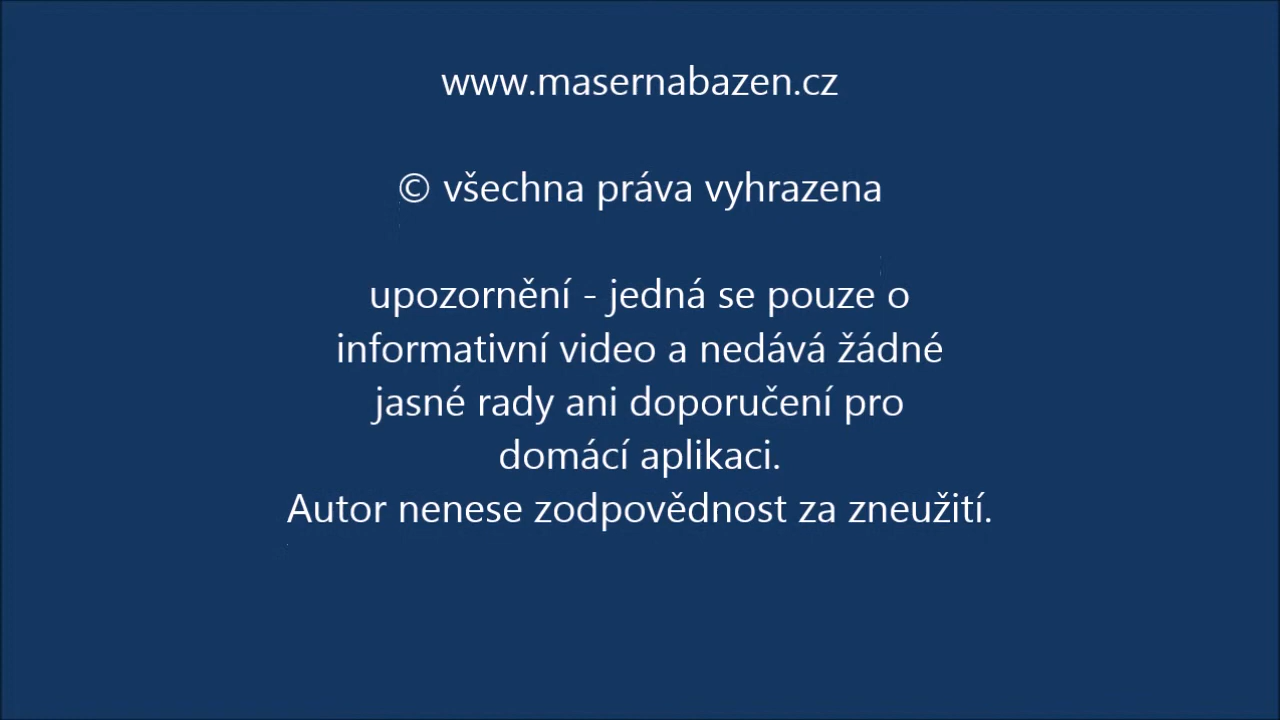 www.masernabazen.cz
© všechna práva vyhrazena
upozornění - jedná se pouze o
informativní video a nedává žádné
jasné rady ani doporučení pro
domácí aplikaci.
Autor nenese zodpovědnost za zneužití.